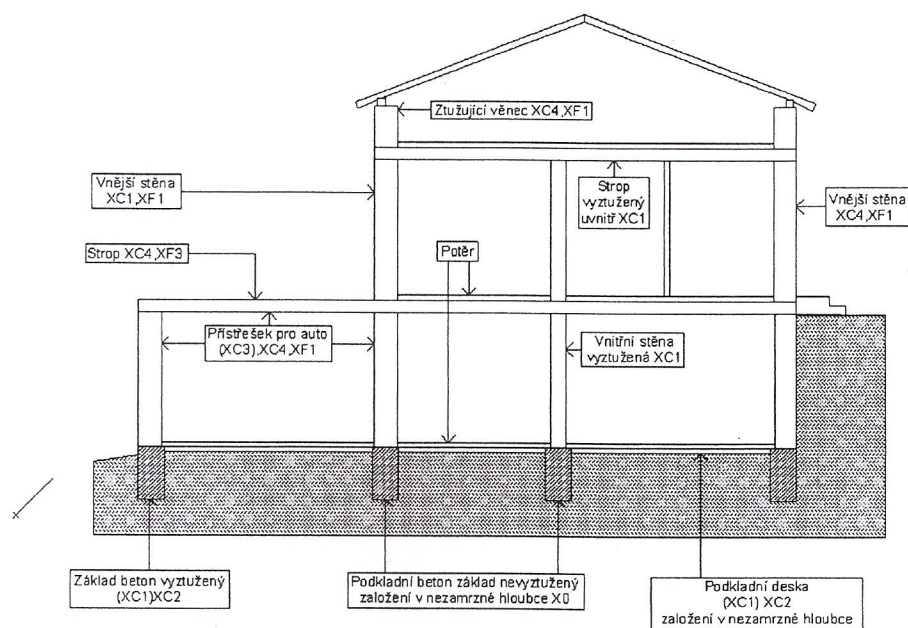 Ztužující věnec XC4,XF1
Vnější stěna
XC1,XF1
Strop
vyztužený
uvnitř XC1
Vnější stěna
XC4,XF1
Strop XC4,XF3
Potěr
Přístřešek pro auto
(XC3),XC4,XF1
Vnitřní stěna
vyztužená XC1
Základ beton vyztužený
(XC1)XC2
Podkladní beton základ nevyztužený
založení v nezamrzné hloubce X0
Podkladní deska
(XC1) XC2
založení v nezamrzné hloubce